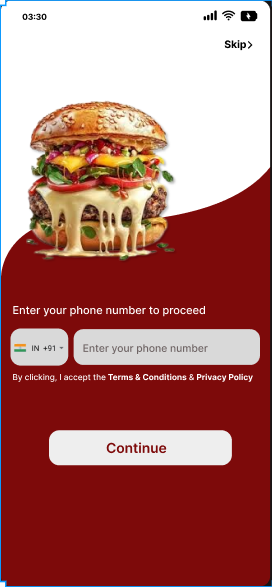 03:30
Skip
Enter your phone number to proceed
IN +91 Enter your phone number
By clicking, I accept the Terms & Conditions & Privacy Policy
Continue